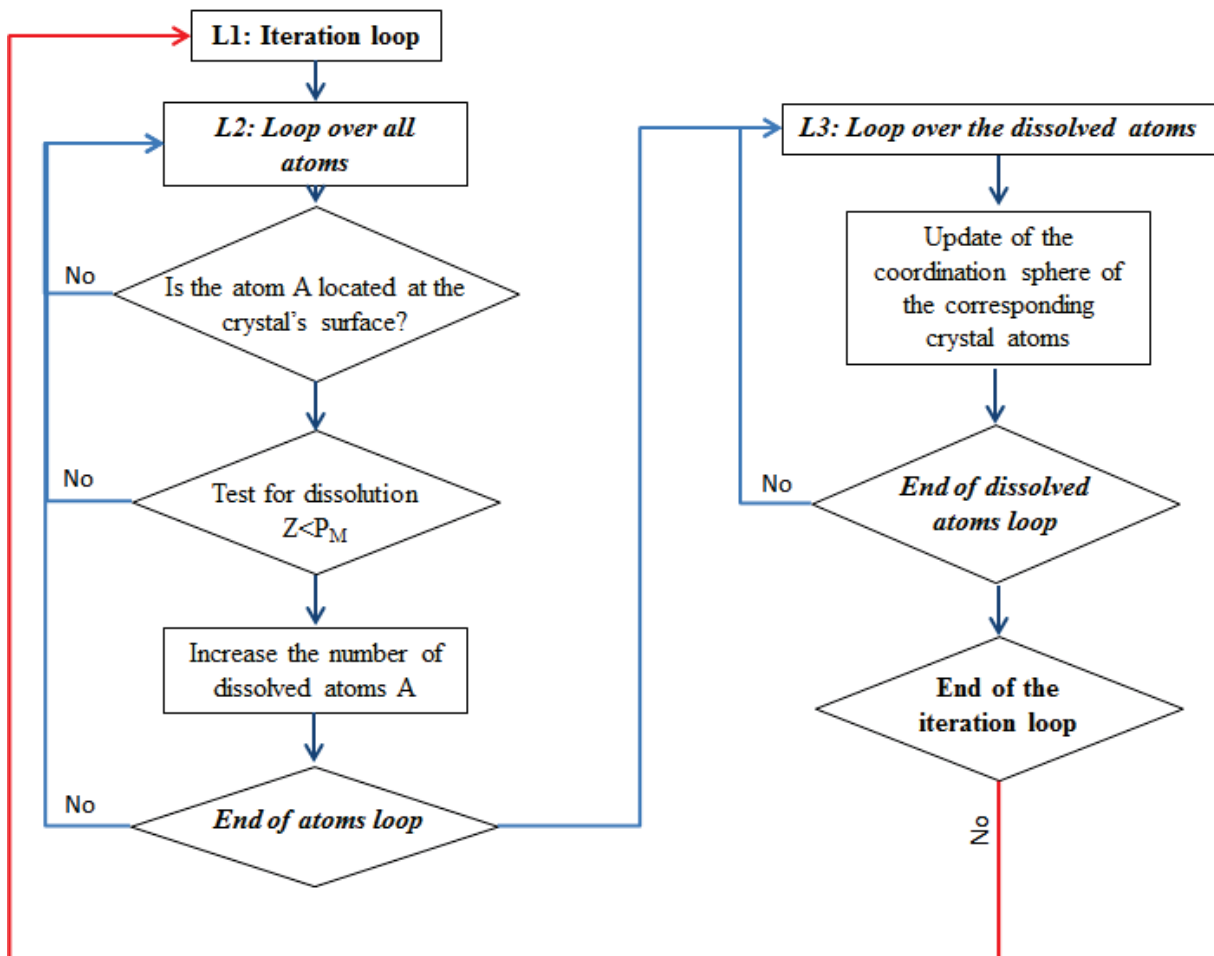 L1: Iteration loop
L2: Loop over all
atoms
No
Is the atom A located at the
crystal's surface?
No
Test for dissolution
Z<PM
Increase the number of
dissolved atoms A
No
End of atoms loop
L3: Loop over the dissolved atoms
Update of the
coordination sphere of
the corresponding
crystal atoms
No
End of dissolved
atoms loop
End of the
iteration loop
No